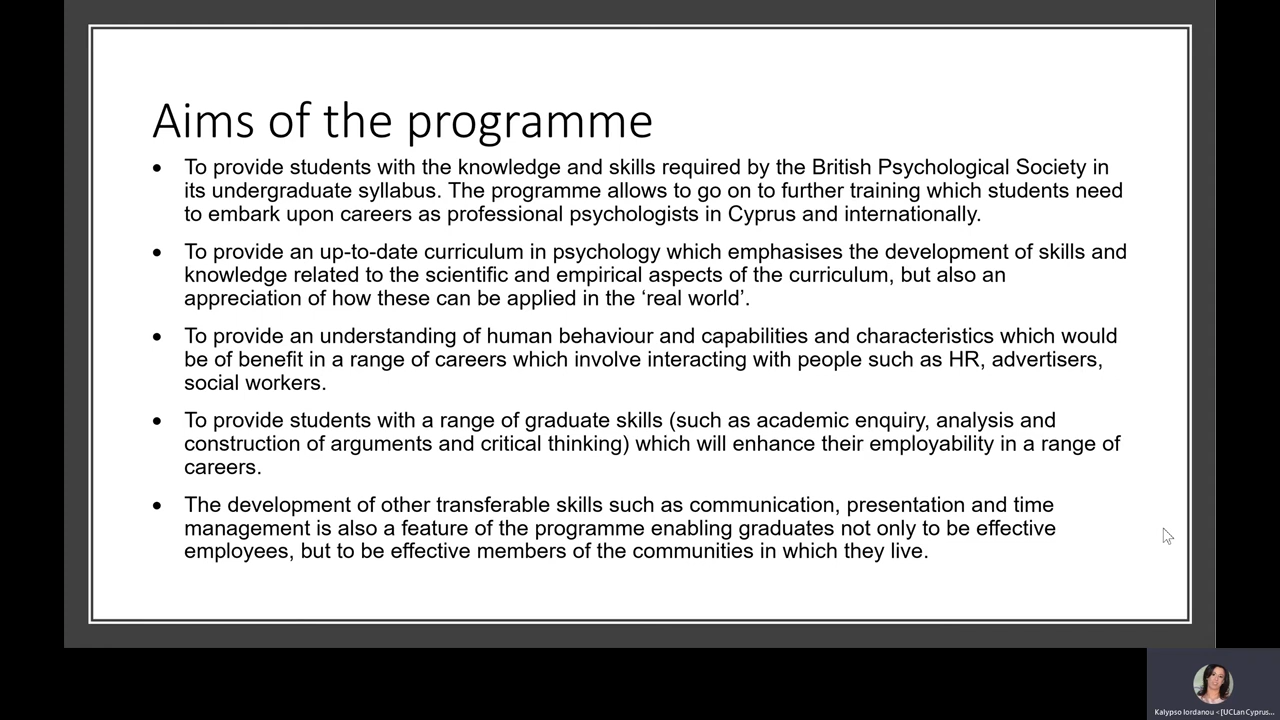 Aims of the programme
• To provide students with the knowledge and skills required by the British Psychological Society in
its undergraduate syllabus. The programme allows to go on to further training which students need
to embark upon careers as professional psychologists in Cyprus and internationally.
• To provide an up-to-date curriculum in psychology which emphasises the development of skills and
knowledge related to the scientific and empirical aspects of the curriculum, but also an
appreciation of how these can be applied in the ‘real world’.
• To provide an understanding of human behaviour and capabilities and characteristics which would
be of benefit in a range of careers which involve interacting with people such as HR, advertisers,
social workers.
• To provide students with a range of graduate skills (such as academic enquiry, analysis and
construction of arguments and critical thinking) which will enhance their employability in a range of
careers.
• The development of other transferable skills such as communication, presentation and time
management is also a feature of the programme enabling graduates not only to be effective
employees, but to be effective members of the communities in which they live.
Kalypso Iordanou <[UCLan Cyprus...